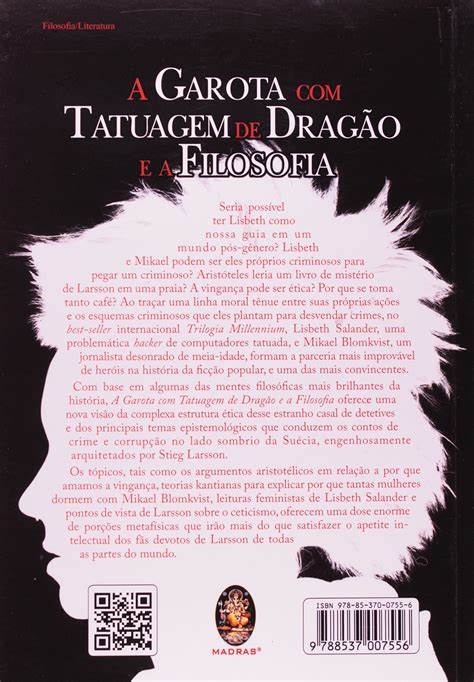 Filosofia/Literatura
A GAROTA COM
TATUAGEM DE DRAGÃO
E A FILOSOFIA
Seria possível
ter Lisbeth como
nossa guia em um
mundo pós-gênero? Lisbeth
e Mikael podem ser eles próprios criminosos para
pegar um criminoso? Aristóteles leria um livro de mistério
de Larsson em uma praia? A vingança pode ser ética? Por que se toma
tanto café? Ao traçar uma linha moral tênue entre suas próprias ações
e os esquemas criminosos que eles plantam para desvendar crimes, no
best-seller internacional Trilogia Millennium, Lisbeth Salander, uma
problemática hacker de computadores tatuada, e Mikael Blomkvist, um
jornalista desonrado de meia-idade, formam a parceria mais improvável
de heróis na história da ficção popular, e uma das mais convincentes.
Com base em algumas das mentes filosóficas mais brilhantes da
história, A Garota com Tatuagem de Dragão e a Filosofia oferece uma
nova visão da complexa estrutura ética desse estranho casal de detetives
e dos principais temas epistemológicos que conduzem os contos de
crime e corrupção no lado sombrio da Suécia, engenhosamente
arquitetados por Stieg Larsson.
Os tópicos, tais como os argumentos aristotélicos em relação a por que
amamos a vingança, teorias kantianas para explicar por que tantas mulheres
dormem com Mikael Blomkvist, leituras feministas de Lisbeth Salander e
pontos de vista de Larsson sobre o ceticismo, oferecem uma dose enorme
de porções metafísicas que irão mais do que satisfazer o apetite in-
telectual dos fãs devotos de Larsson de todas
as partes do mundo.
MADRAS®
ISBN 978-85-370-0755-6
9 788537 007556